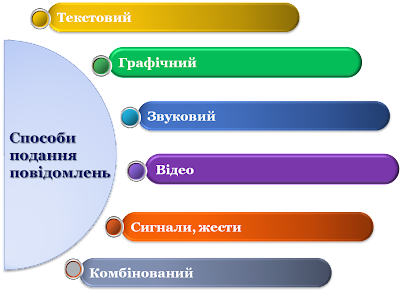 Текстовий
Графічний
Звуковий
Способи
подання
повідомлень
Відео
Сигнали, жести
Комбінований